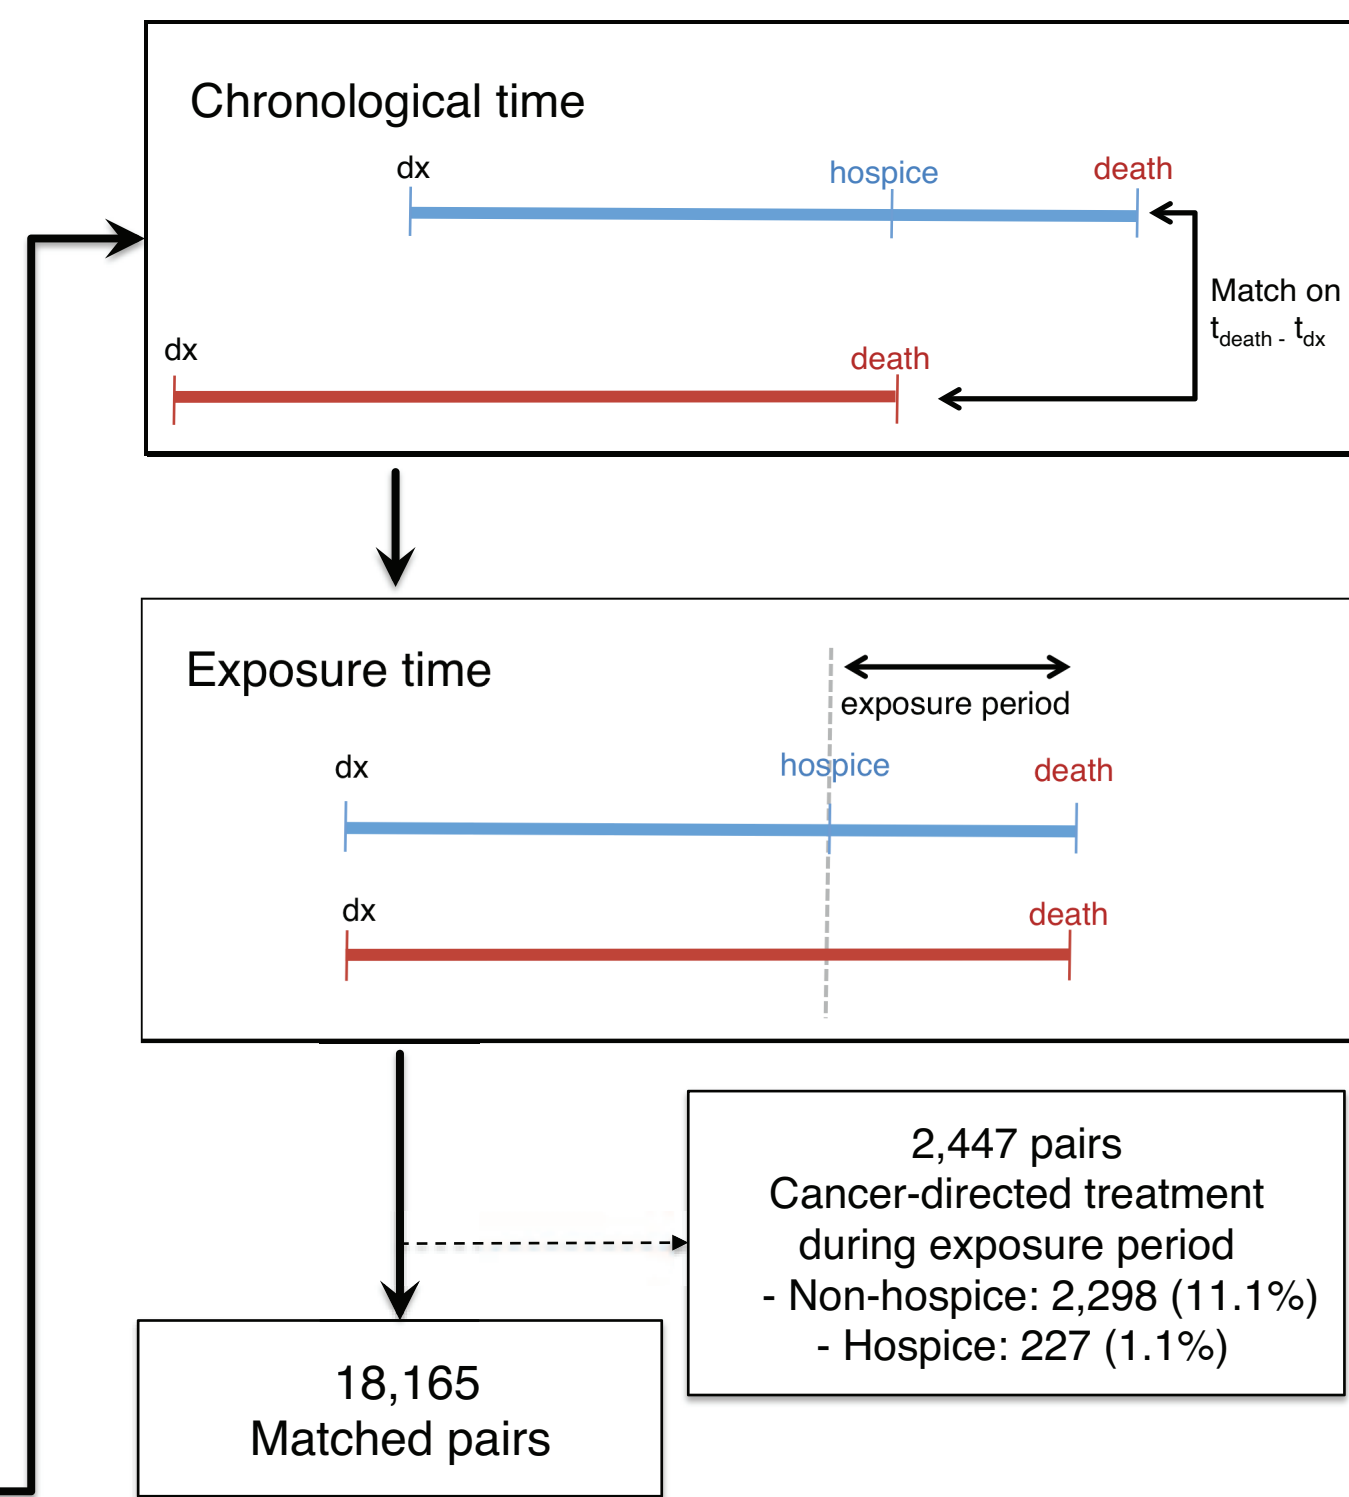 Chronological time
dx
hospice
death
Match on
t_death - t_dx
dx
death
Exposure time
exposure period
dx
hospice
death
dx
death
2,447 pairs
Cancer-directed treatment
during exposure period
- Non-hospice: 2,298 (11.1%)
- Hospice: 227 (1.1%)
18,165
Matched pairs